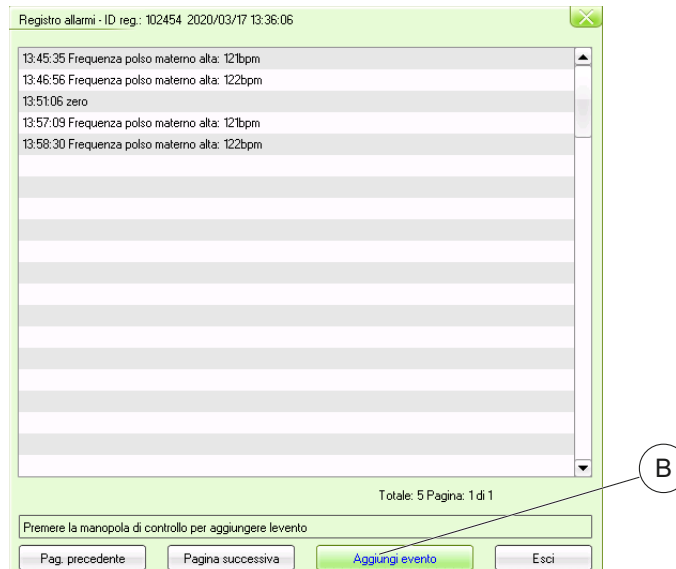 Registro allarmi - ID reg.: 102454 2020/03/17 13:36:06
13:45:35 Frequenza polso materno alta: 121bpm
13:46:56 Frequenza polso materno alta: 122bpm
13:51:06 zero
13:57:09 Frequenza polso materno alta: 121bpm
13:58:30 Frequenza polso materno alta: 122bpm
B
Totale: 5 Pagina: 1 di 1
Premere la manopola di controllo per aggiungere levento
Pag. precedente Pagina successiva Aggiungi evento Esci